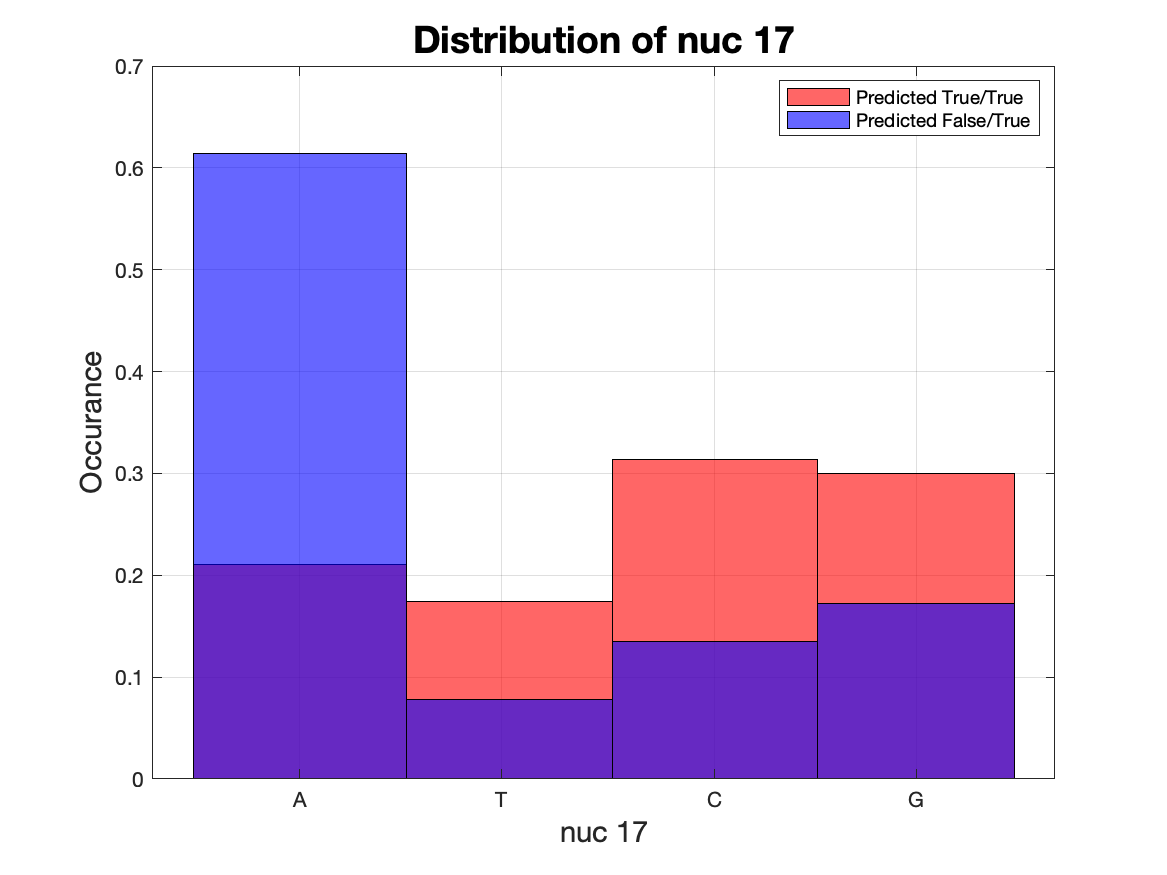 Distribution of nuc 17
Predicted True/True
Predicted False/True
0.7
0.6
0.5
0.4
0.3
0.2
0.1
0
Occurance
A T C G
nuc 17